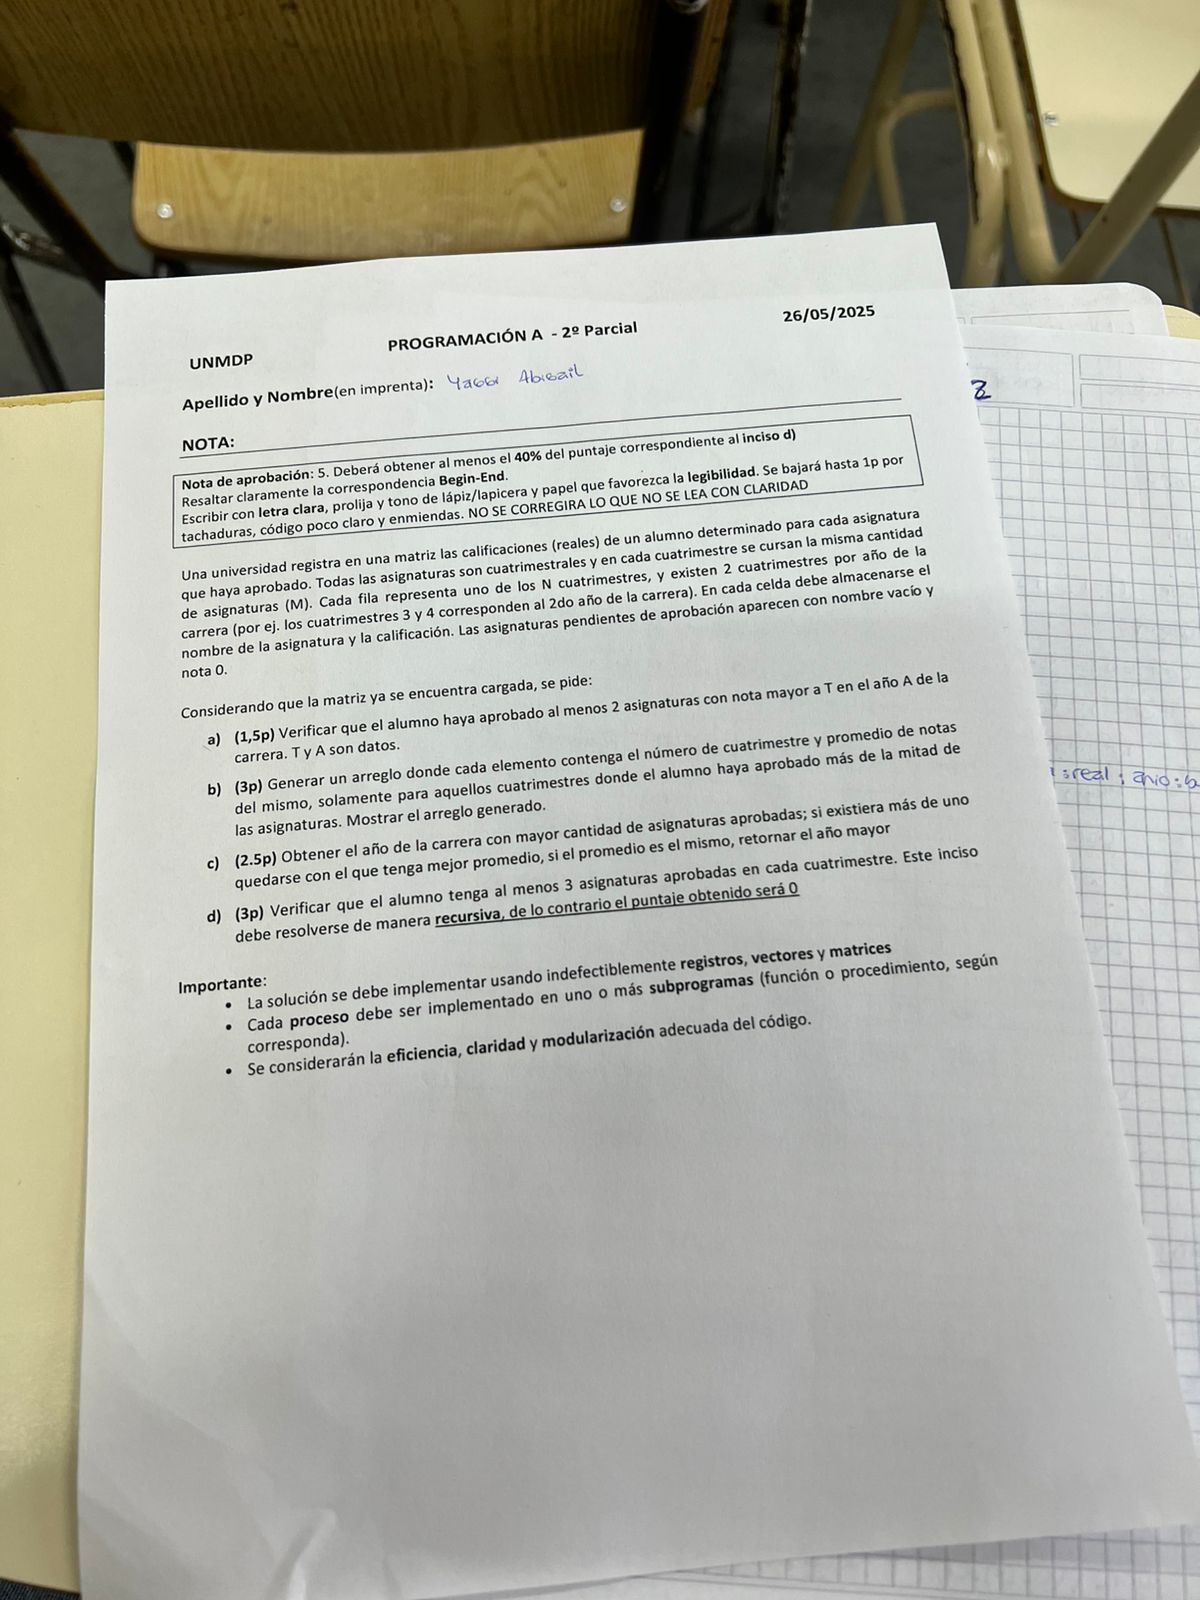 UNMDP
PROGRAMACIÓN A - 2º Parcial
26/05/2025
Apellido y Nombre(en imprenta): Yaggi Abigail
NOTA:
Nota de aprobación: 5. Deberá obtener al menos el 40% del puntaje correspondiente al inciso d)
Resaltar claramente la correspondencia Begin-End.
Escribir con letra clara, prolija y tono de lápiz/lapicera y papel que favorezca la legibilidad. Se bajará hasta 1p por
tachaduras, código poco claro y enmiendas. NO SE CORREGIRA LO QUE NO SE LEA CON CLARIDAD
Una universidad registra en una matriz las calificaciones (reales) de un alumno determinado para cada asignatura
que haya aprobado. Todas las asignaturas son cuatrimestrales y en cada cuatrimestre se cursan la misma cantidad
de asignaturas (M). Cada fila representa uno de los N cuatrimestres, y existen 2 cuatrimestres por año de la
carrera (por ej. los cuatrimestres 3 y 4 corresponden al 2do año de la carrera). En cada celda debe almacenarse el
nombre de la asignatura y la calificación. Las asignaturas pendientes de aprobación aparecen con nombre vacío y
nota 0.
Considerando que la matriz ya se encuentra cargada, se pide:
a) (1,5p) Verificar que el alumno haya aprobado al menos 2 asignaturas con nota mayor a T en el año A de la
carrera. T y A son datos.
b) (3p) Generar un arreglo donde cada elemento contenga el número de cuatrimestre y promedio de notas
del mismo, solamente para aquellos cuatrimestres donde el alumno haya aprobado más de la mitad de
las asignaturas. Mostrar el arreglo generado.
c) (2.5p) Obtener el año de la carrera con mayor cantidad de asignaturas aprobadas; si existiera más de uno
quedarse con el que tenga mejor promedio, si el promedio es el mismo, retornar el año mayor
d) (3p) Verificar que el alumno tenga al menos 3 asignaturas aprobadas en cada cuatrimestre. Este inciso
debe resolverse de manera recursiva, de lo contrario el puntaje obtenido será 0
Importante:
• La solución se debe implementar usando indefectiblemente registros, vectores y matrices
• Cada proceso debe ser implementado en uno o más subprogramas (función o procedimiento, según
corresponda).
• Se considerarán la eficiencia, claridad y modularización adecuada del código.
2
:real; anio: